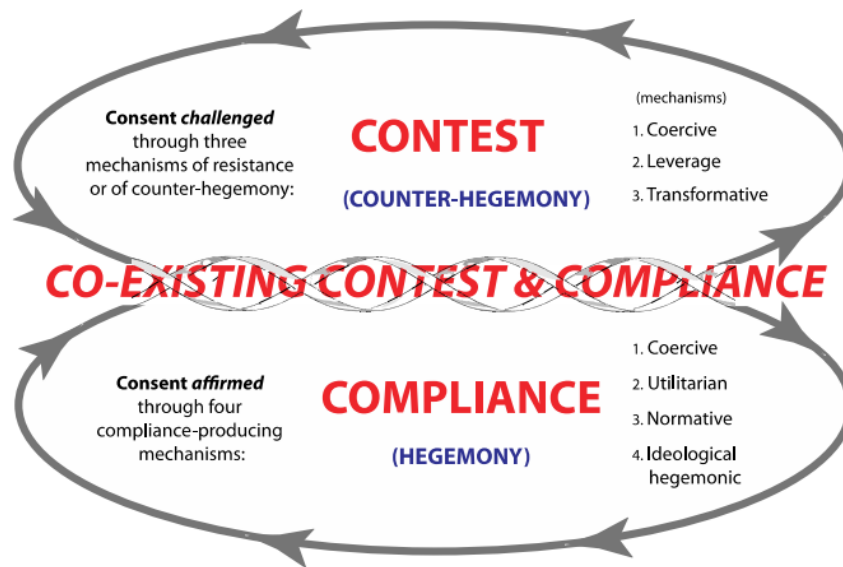 Consent challenged
through three
mechanisms of resistance
or of counter-hegemony:
CONTEST
(COUNTER-HEGEMONY)
(mechanisms)
1. Coercive
2. Leverage
3. Transformative
CO-EXISTING CONTEST & COMPLIANCE
Consent affirmed
through four
compliance-producing
mechanisms:
COMPLIANCE
(HEGEMONY)
1. Coercive
2. Utilitarian
3. Normative
4. Ideological
hegemonic